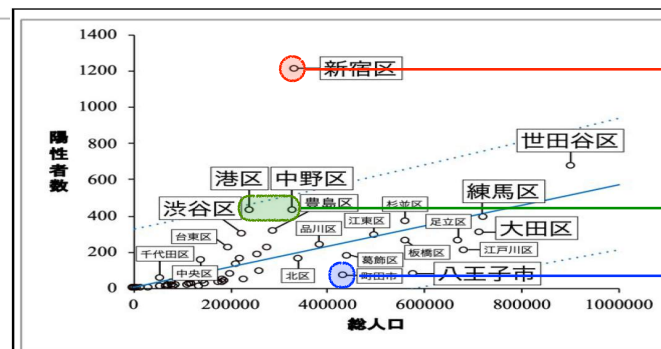 1400
1200
1000
800
600
400
200
0
陽性者数
新宿区
世田谷区
港区
中野区
練馬区
渋谷区
豊島区
杉並区
江東区
足立区
大田区
台東区
品川区
千代田区
板橋区
江戸川区
葛飾区
中央区
北区
町田市
八王子市
0
200000
400000
600000
800000
1000000
総人口